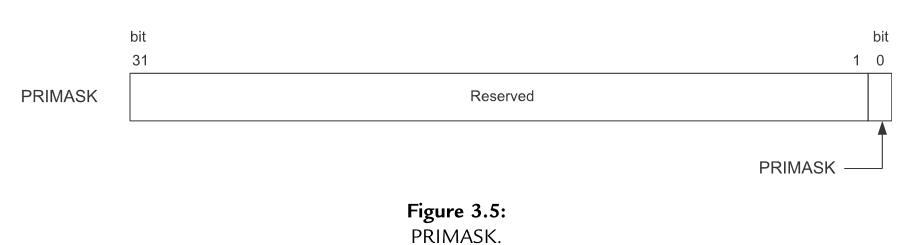 bit bit
31 1 0
PRIMASK Reserved
PRIMASK
Figure 3.5:
PRIMASK.